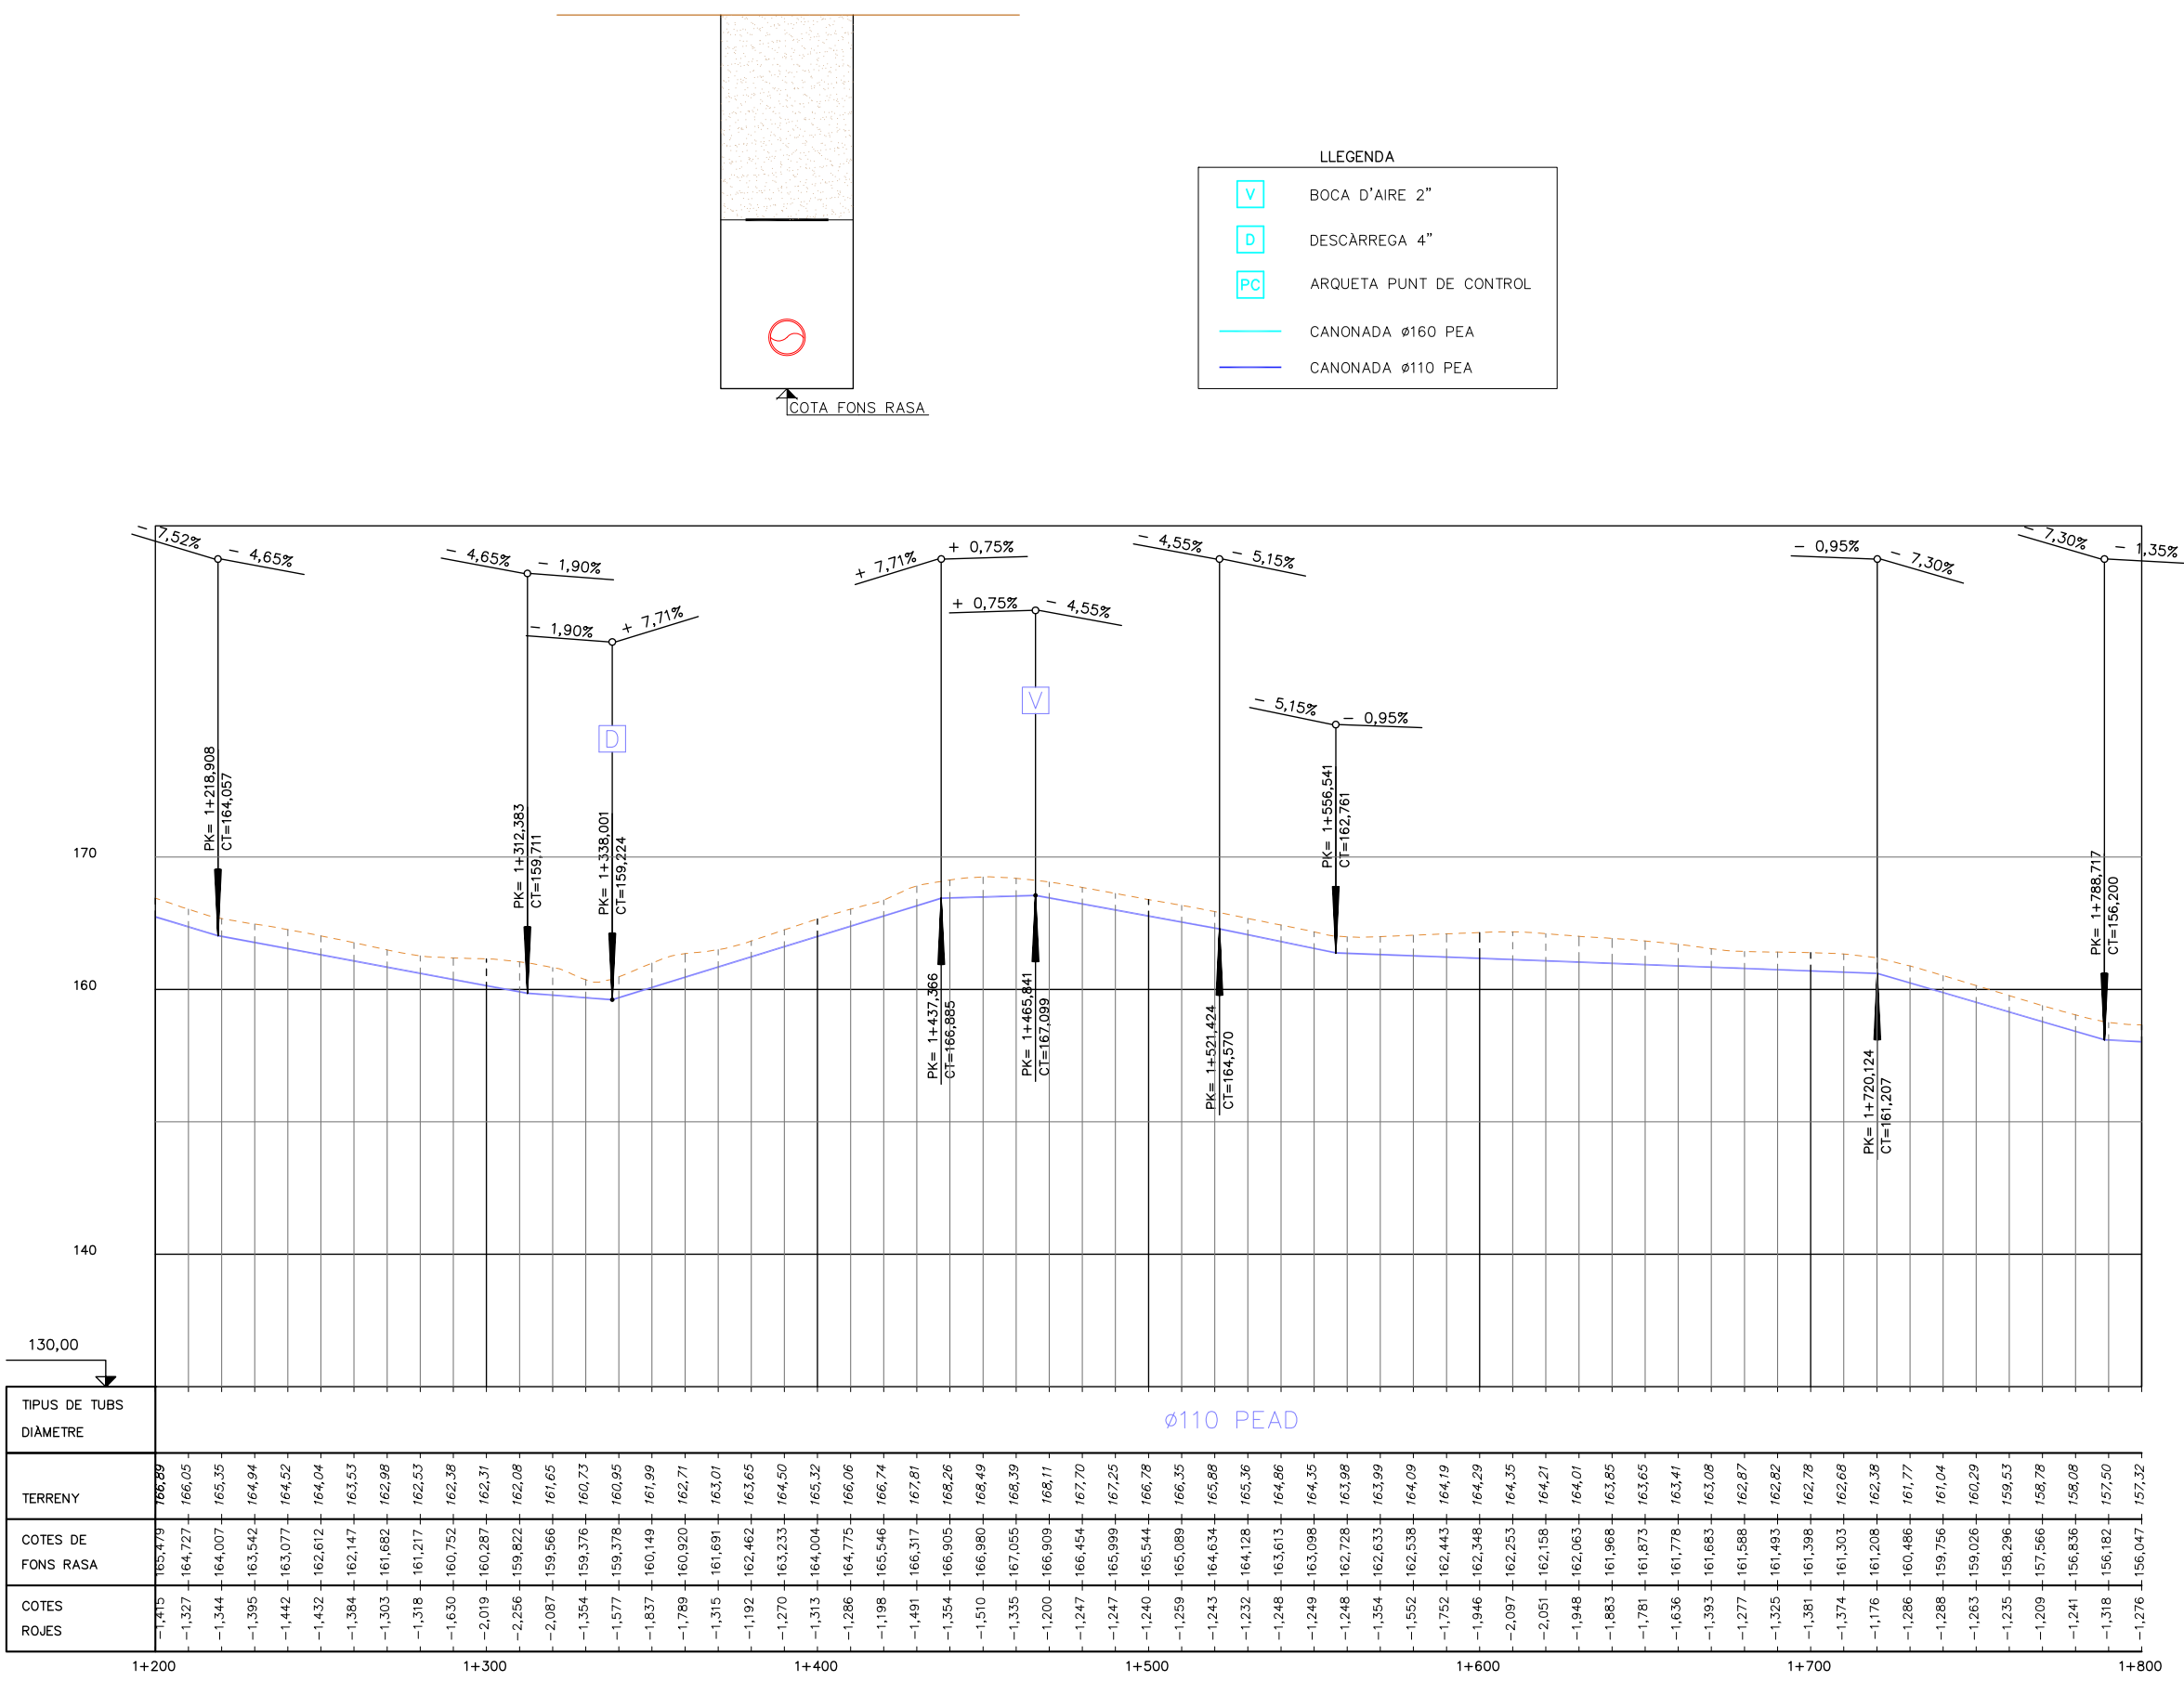 COTA FONS RASA
LLEGENDA
V BOCA D'AIRE 2"
D DESCÀRREGA 4"
PC ARQUETA PUNT DE CONTROL
CANONADA ø160 PEA
CANONADA ø110 PEA
- 7,52% - 4,65%
- 4,65% - 1,90%
- 1,90% + 7,71%
+ 7,71% + 0,75%
+ 0,75% - 4,55%
- 4,55% - 5,15%
- 5,15% - 0,95%
- 0,95% - 7,30%
- 7,30% - 1,35%
D
V
PK= 1+218,908
CT=164,057
PK= 1+312,383
CT=159,711
PK= 1+338,001
CT=159,224
PK= 1+437,366
CT=166,885
PK= 1+465,841
CT=167,099
PK= 1+521,424
CT=164,570
PK= 1+556,541
CT=162,761
PK= 1+720,124
CT=161,207
PK= 1+788,717
CT=156,200
170
160
140
130,00
TIPUS DE TUBS
DIÀMETRE
ø110 PEAD
TERRENY
166,89 166,05 165,35 164,94 164,52 164,04 163,53 162,98 162,53 162,38 162,31 162,08 161,65 160,73 160,95 161,99 162,71 163,01 163,65 164,50 165,32 166,06 166,74 167,81 168,26 168,49 168,39 168,11 167,70 167,25 166,78 166,35 165,88 165,36 164,86 164,35 163,98 163,99 164,09 164,19 164,29 164,35 164,21 164,01 163,85 163,65 163,41 163,08 162,87 162,82 162,78 162,68 162,38 161,77 161,04 160,29 159,53 158,78 158,08 157,50 157,32
COTES DE
FONS RASA
165,479 164,727 164,007 163,542 163,077 162,612 162,147 161,682 161,217 160,752 160,287 159,822 159,566 159,376 159,378 160,149 160,920 161,691 162,462 163,233 164,004 164,775 165,546 166,317 166,905 166,980 167,055 166,909 166,454 165,999 165,544 165,089 164,634 164,128 163,613 163,098 162,728 162,633 162,538 162,443 162,348 162,253 162,158 162,063 161,968 161,873 161,778 161,683 161,588 161,493 161,398 161,303 161,208 160,486 159,756 159,026 158,296 157,566 156,836 156,182 156,047
COTES
ROJES
-1,415 -1,327 -1,344 -1,395 -1,442 -1,432 -1,384 -1,303 -1,318 -1,630 -2,019 -2,256 -2,087 -1,354 -1,577 -1,837 -1,789 -1,315 -1,192 -1,270 -1,313 -1,286 -1,198 -1,491 -1,354 -1,510 -1,335 -1,200 -1,247 -1,247 -1,240 -1,259 -1,243 -1,232 -1,248 -1,249 -1,248 -1,354 -1,552 -1,752 -1,946 -2,097 -2,051 -1,948 -1,883 -1,781 -1,636 -1,393 -1,277 -1,325 -1,381 -1,374 -1,176 -1,286 -1,288 -1,263 -1,235 -1,209 -1,241 -1,318 -1,276
1+200 1+300 1+400 1+500 1+600 1+700 1+800